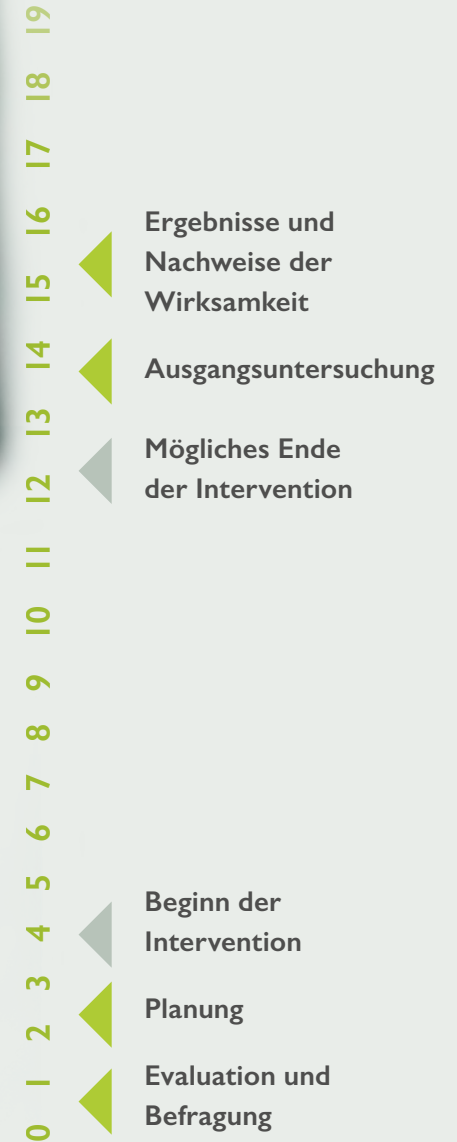 19
18
17
16
15
14
13
12
11
10
9
8
7
6
5
4
3
2
1
0
Ergebnisse und
Nachweise der
Wirksamkeit
Ausgangsuntersuchung
Mögliches Ende
der Intervention
Beginn der
Intervention
Planung
Evaluation und
Befragung